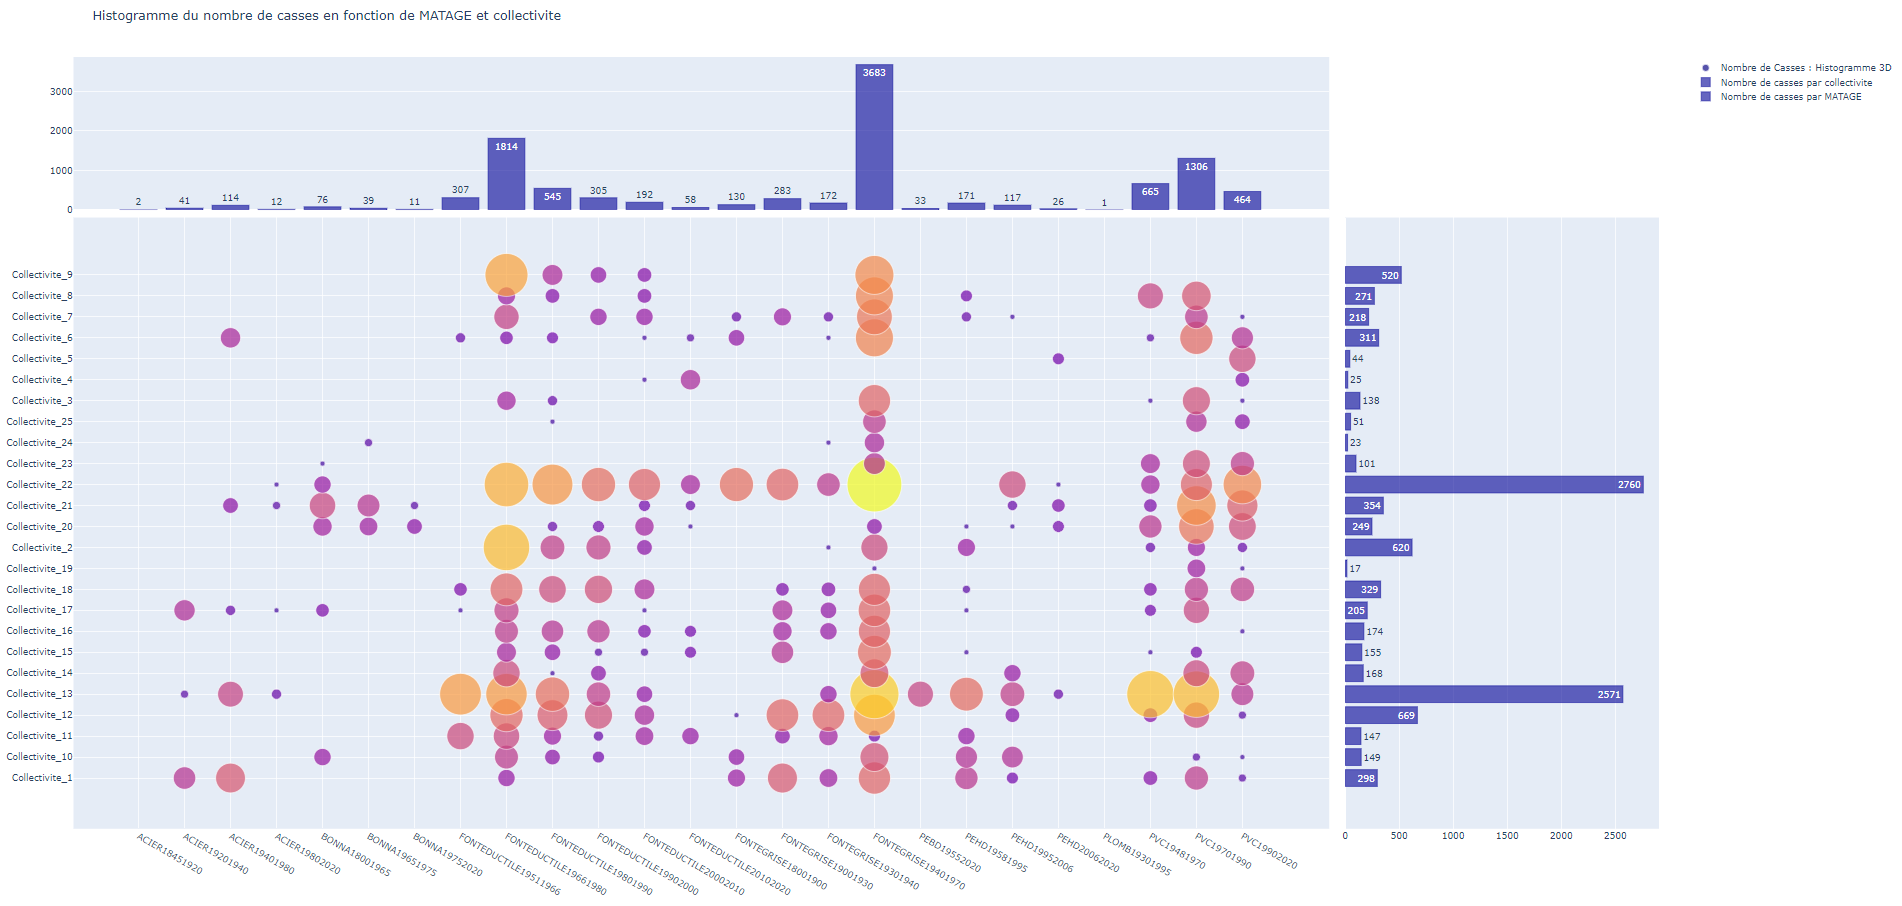 Histogramme du nombre de casses en fonction de MATAGE et collectivite
Nombre de Casses : Histogramme 3D
Nombre de casses par collectivite
Nombre de casses par MATAGE
3000
2000
1000
0
2
41
114
12
76
39
11
307
1814
545
305
192
58
130
283
172
3683
33
171
117
26
1
665
1306
464
Collectivite_9
520
Collectivite_8
271
Collectivite_7
218
Collectivite_6
311
Collectivite_5
44
Collectivite_4
25
Collectivite_3
138
Collectivite_25
51
Collectivite_24
23
Collectivite_23
101
Collectivite_22
2760
Collectivite_21
354
Collectivite_20
249
Collectivite_2
620
Collectivite_19
17
Collectivite_18
329
Collectivite_17
205
Collectivite_16
174
Collectivite_15
155
Collectivite_14
168
Collectivite_13
2571
Collectivite_12
669
Collectivite_11
147
Collectivite_10
149
Collectivite_1
298
ACIER18451920
ACIER19201940
ACIER19401980
ACIER19802020
BONNA18001965
BONNA19651975
BONNA19752020
FONTEDUCTILE19511966
FONTEDUCTILE19661980
FONTEDUCTILE19801990
FONTEDUCTILE19902000
FONTEDUCTILE20002010
FONTEDUCTILE20102020
FONTEGRISE18001900
FONTEGRISE19001930
FONTEGRISE19301940
FONTEGRISE19401970
PEBD19552020
PEHD19581995
PEHD19952006
PEHD20062020
PLOMB19301995
PVC19481970
PVC19701990
PVC19902020
0
500
1000
1500
2000
2500